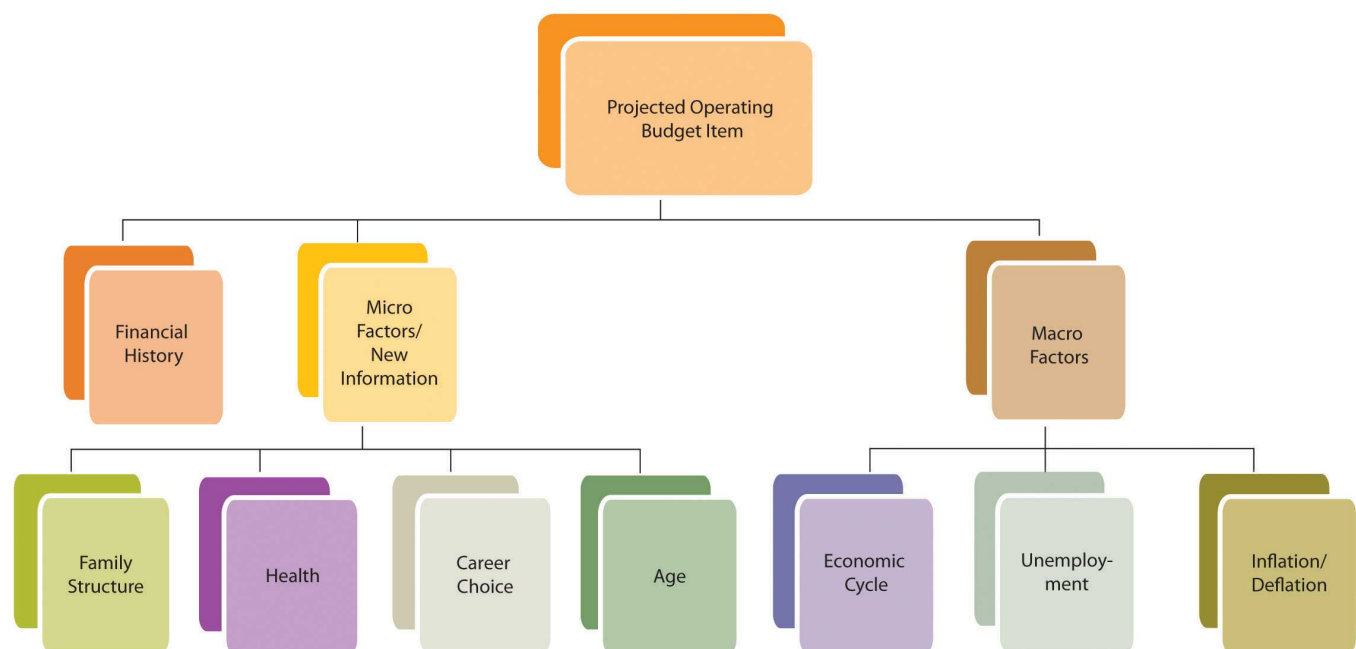 Projected Operating
Budget Item
Financial
History
Micro
Factors/
New
Information
Macro
Factors
Family
Structure
Health
Career
Choice
Age
Economic
Cycle
Unemploy-
ment
Inflation/
Deflation